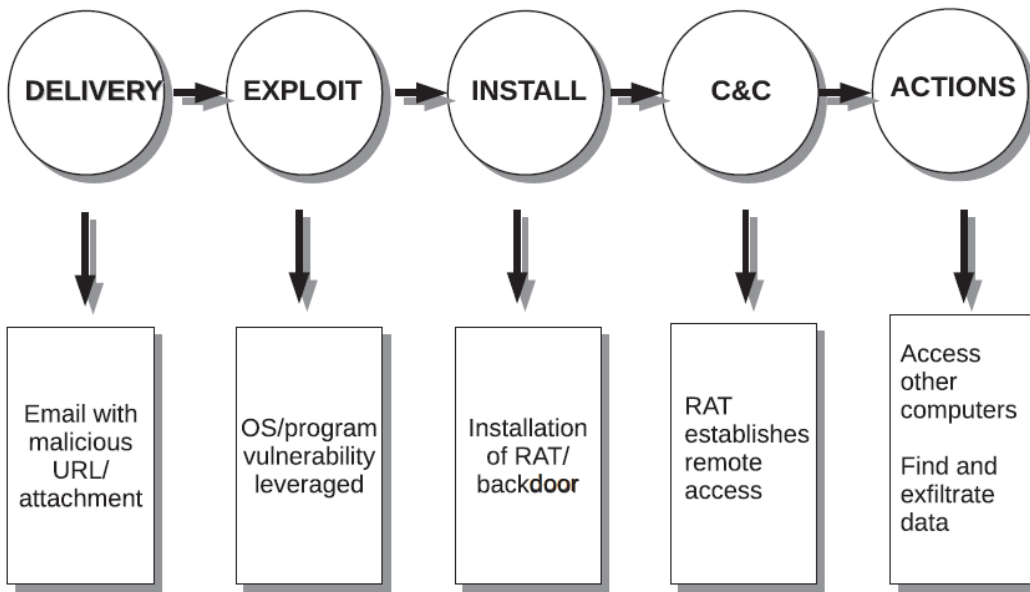 DELIVERY
EXPLOIT
INSTALL
C&C
ACTIONS
Email with
malicious
URL/
attachment
OS/program
vulnerability
leveraged
Installation
of RAT/
backdoor
RAT
establishes
remote
access
Access
other
computers
Find and
exfiltrate
data